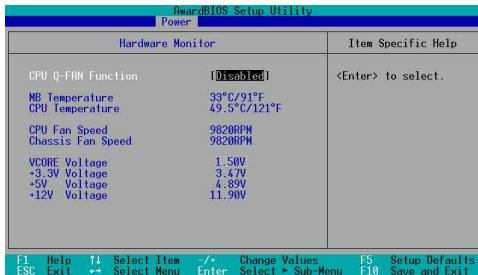 AwardBIOS Setup Utility
Power
Hardware Monitor
Item Specific Help
CPU Q-FAN Function [Disabled]
<Enter> to select.
MB Temperature 33°C/91°F
CPU Temperature 49.5°C/121°F
CPU Fan Speed 9820RPM
Chassis Fan Speed 9820RPM
VCORE Voltage 1.50V
+3.3V Voltage 3.47V
+5V Voltage 4.89V
+12V Voltage 11.90V
F1 Help ↑↓ Select Item -/+ Change Values F5 Setup Defaults
ESC Exit ←→ Select Menu Enter Select ► Sub-Menu F10 Save and Exit